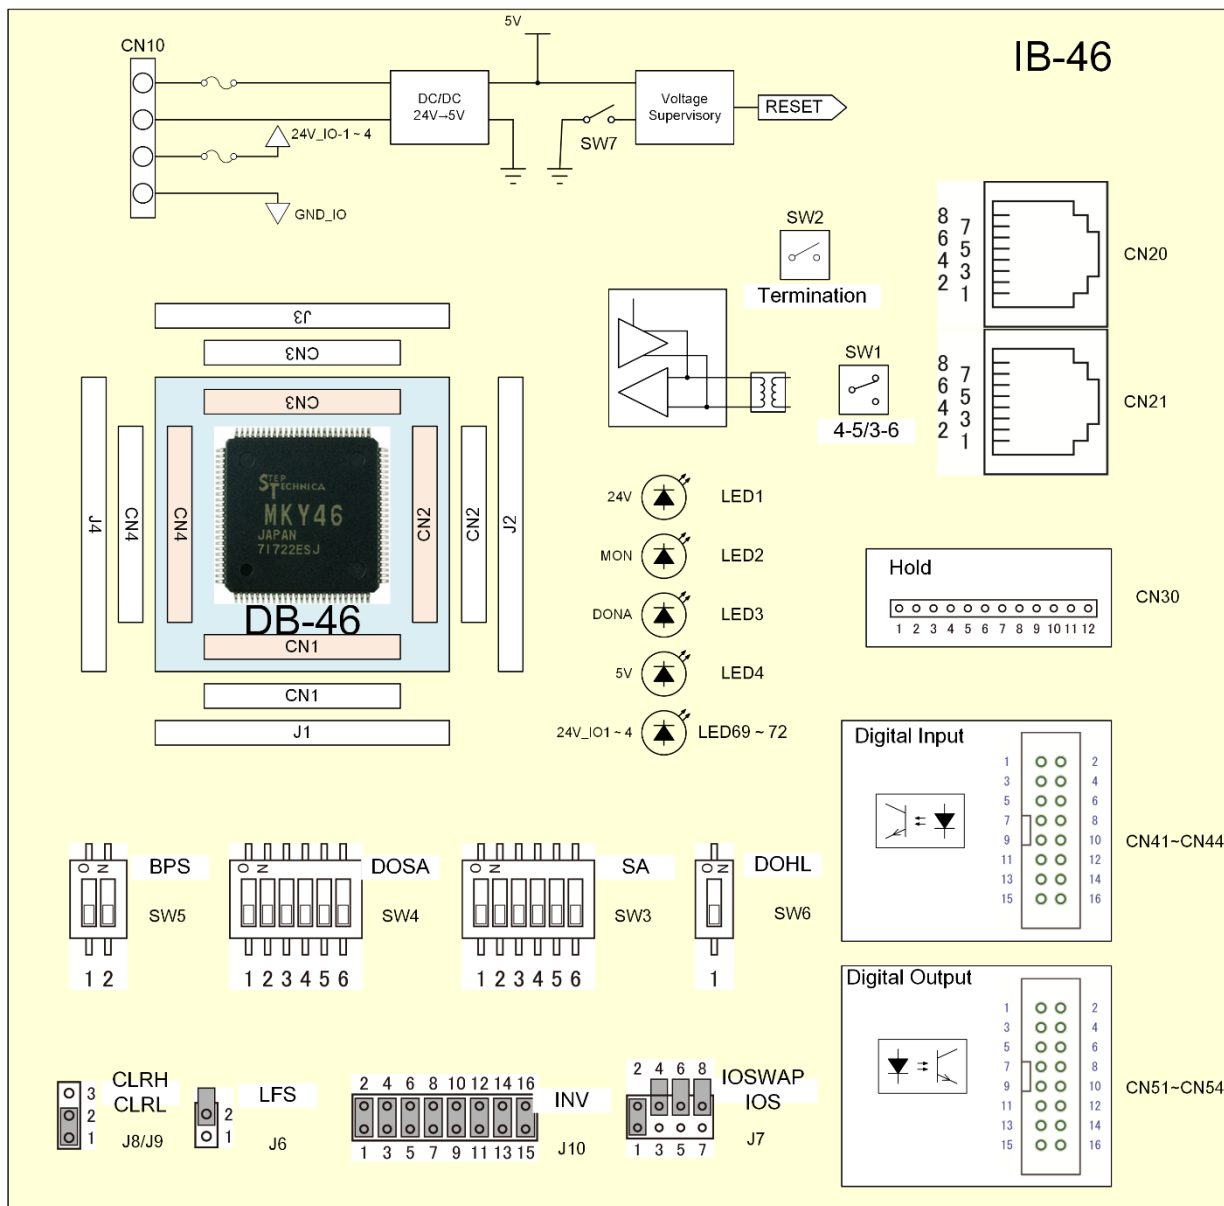 5V
IB-46
CN10
DC/DC
24V→5V
Voltage
Supervisory
RESET
24V_IO-1 ~ 4
SW7
GND_IO
SW2
Termination
8 7 6 5 4 3 2 1
CN20
J3
CN3
CN3
SW1
4-5/3-6
8 7 6 5 4 3 2 1
CN21
J4
CN4
CN4
STEP
TECHNICA
MKY46
JAPAN
71722ESJ
CN2
CN2
J2
DB-46
CN1
CN1
J1
24V LED1
MON LED2
DONA LED3
5V LED4
24V_IO1 ~ 4 LED69 ~ 72
Hold
1 2 3 4 5 6 7 8 9 10 11 12
CN30
Digital Input
1 2
3 4
5 6
7 8
9 10
11 12
13 14
15 16
CN41~CN44
ON
BPS
SW5
1 2
ON
DOSA
SW4
1 2 3 4 5 6
ON
SA
SW3
1 2 3 4 5 6
ON
DOHL
SW6
1
Digital Output
1 2
3 4
5 6
7 8
9 10
11 12
13 14
15 16
CN51~CN54
3
2
1
CLRH
CLRL
J8/J9
2
1
LFS
J6
2 4 6 8 10 12 14 16
INV
1 3 5 7 9 11 13 15
J10
2 4 6 8
IOSWAP
IOS
1 3 5 7
J7